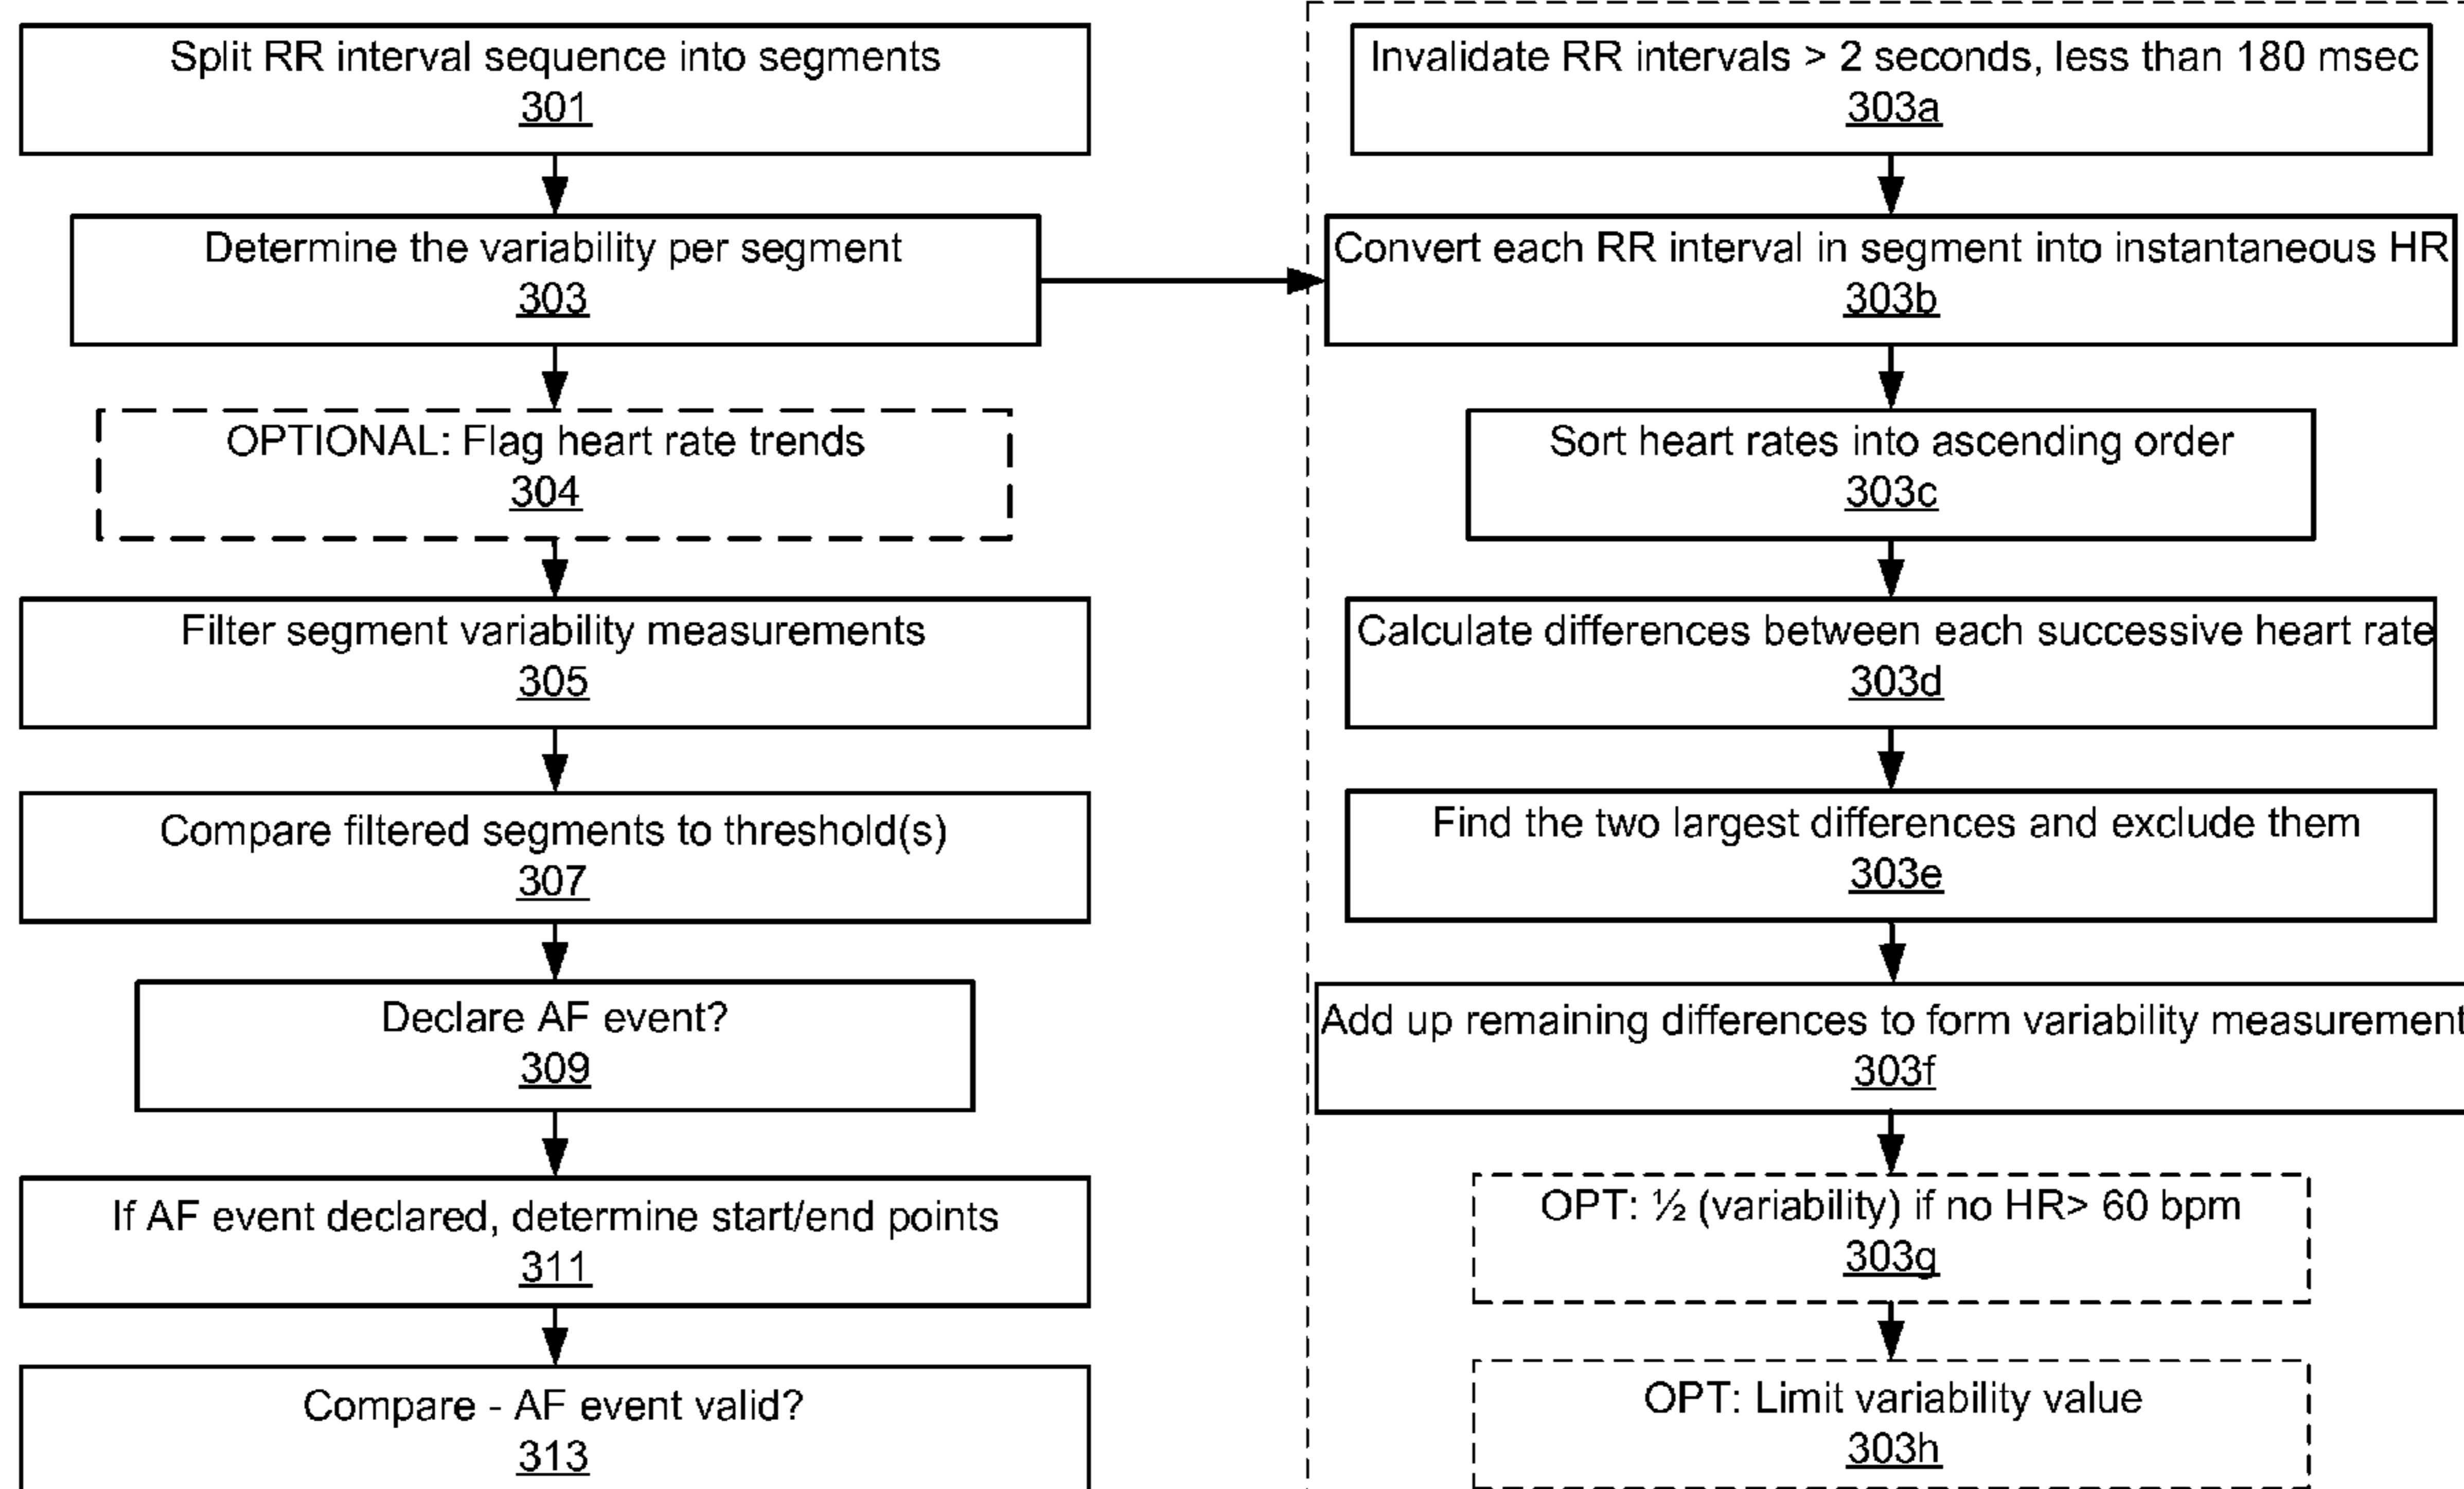 Split RR interval sequence into segments
301
Determine the variability per segment
303
OPTIONAL: Flag heart rate trends
304
Filter segment variability measurements
305
Compare filtered segments to threshold(s)
307
Declare AF event?
309
If AF event declared, determine start/end points
311
Compare - AF event valid?
313
Invalidate RR intervals > 2 seconds, less than 180 msec
303a
Convert each RR interval in segment into instantaneous HR
303b
Sort heart rates into ascending order
303c
Calculate differences between each successive heart rate
303d
Find the two largest differences and exclude them
303e
Add up remaining differences to form variability measurement
303f
OPT: ½ (variability) if no HR> 60 bpm
303g
OPT: Limit variability value
303h